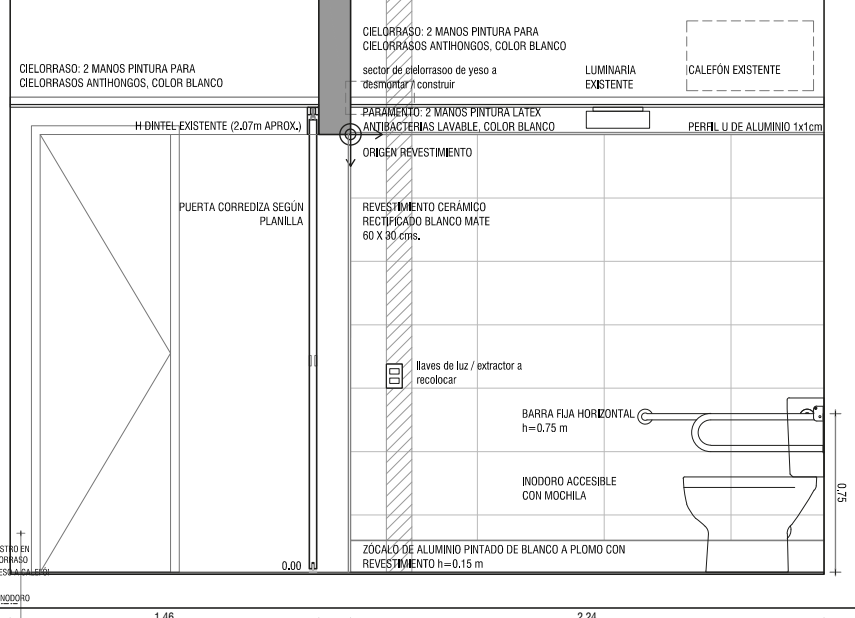 CIELORRASO: 2 MANOS PINTURA PARA
CIELORRASOS ANTIHONGOS, COLOR BLANCO
CIELORRASO: 2 MANOS PINTURA PARA
CIELORRASOS ANTIHONGOS, COLOR BLANCO
sector de cielorrasoo de yeso a
desmontar / construir
LUMINARIA
EXISTENTE
CALEFÓN EXISTENTE
H DINTEL EXISTENTE (2.07m APROX.)
PARAMENTO: 2 MANOS PINTURA LATEX
ANTIBACTERIAS LAVABLE, COLOR BLANCO
PERFIL U DE ALUMINIO 1x1cm
ORIGEN REVESTIMIENTO
PUERTA CORREDIZA SEGÚN
PLANILLA
REVESTIMIENTO CERÁMICO
RECTIFICADO BLANCO MATE
60 X 30 cms.
llaves de luz / extractor a
recolocar
BARRA FIJA HORIZONTAL
h=0.75 m
INODORO ACCESIBLE
CON MOCHILA
0.75
ZÓCALO DE ALUMINIO PINTADO DE BLANCO A PLOMO CON
REVESTIMIENTO h=0.15 m
0.00
STRO EN
ORRASO
NODORO
1.46
2.24